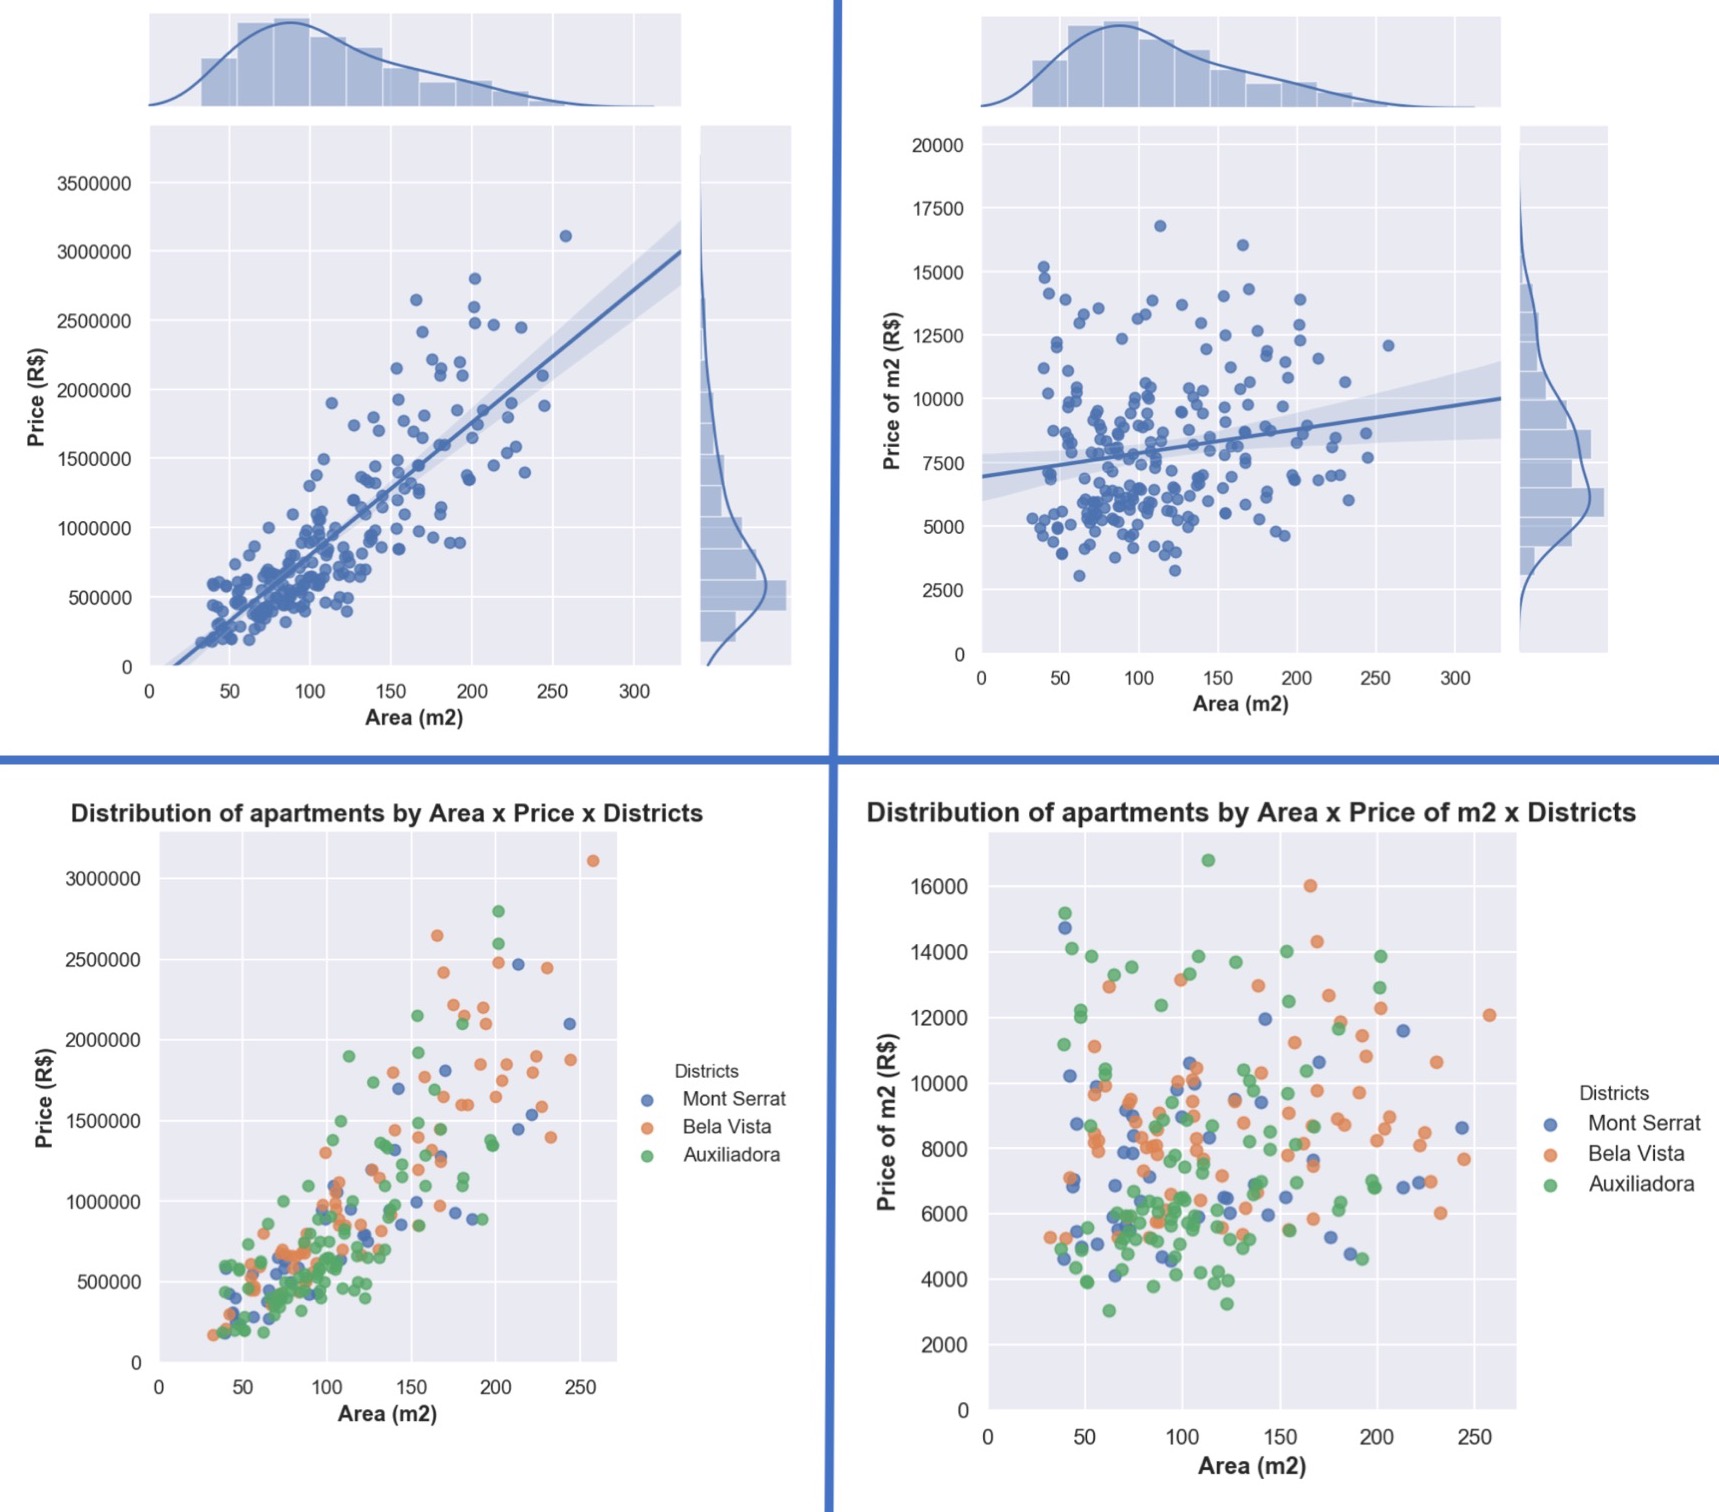 3500000
3000000
2500000
2000000
1500000
1000000
500000
0
Price (R$)
0 50 100 150 200 250 300
Area (m2)
20000
17500
15000
12500
10000
7500
5000
2500
0
Price of m2 (R$)
0 50 100 150 200 250 300
Area (m2)
Distribution of apartments by Area x Price x Districts
3000000
2500000
2000000
1500000
1000000
500000
0
Price (R$)
0 50 100 150 200 250
Area (m2)
Districts
Mont Serrat
Bela Vista
Auxiliadora
Distribution of apartments by Area x Price of m2 x Districts
16000
14000
12000
10000
8000
6000
4000
2000
0
Price of m2 (R$)
0 50 100 150 200 250
Area (m2)
Districts
Mont Serrat
Bela Vista
Auxiliadora